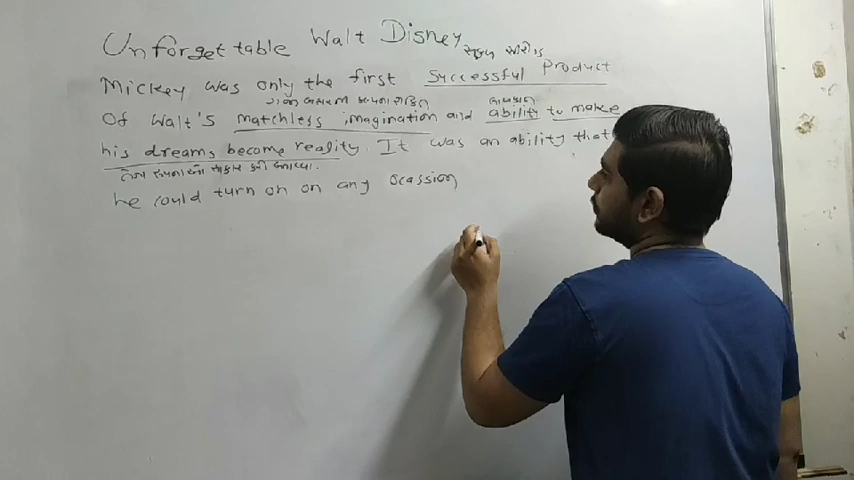 Unforgettable Walt Disney
Mickey was only the first Successful Product
Of Walt's matchless imagination and ability to make
his dreams become reality. It was an ability that
he could turn on on any ocassion